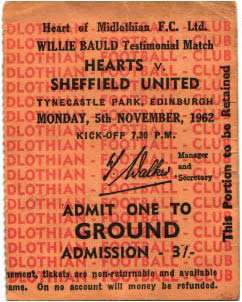 Heart of Midlothian F.C. Ltd.
WILLIE BAULD Testimonial Match
HEARTS v.
SHEFFIELD UNITED
TYNECASTLE PARK, EDINBURGH
MONDAY, 5th NOVEMBER, 1962
KICK-OFF 7.30 P.M.
T. Walker
Manager
and
Secretary
ADMIT ONE TO
GROUND
ADMISSION - 3/-
tickets are non-returnable and available
On no account will money be refunded.
This Portion to be Retained